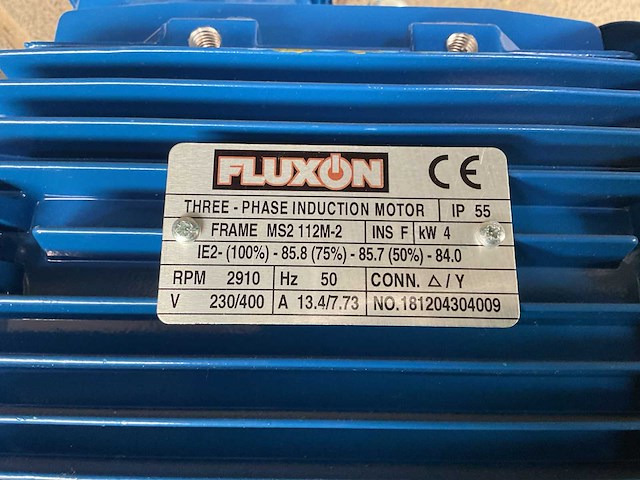 FLUXON CE
THREE - PHASE INDUCTION MOTOR IP 55
FRAME MS2 112M-2 INS F kW 4
IE2- (100%) - 85.8 (75%) - 85.7 (50%) - 84.0
RPM 2910 Hz 50 CONN. △/Y
V 230/400 A 13.4/7.73 NO.181204304009